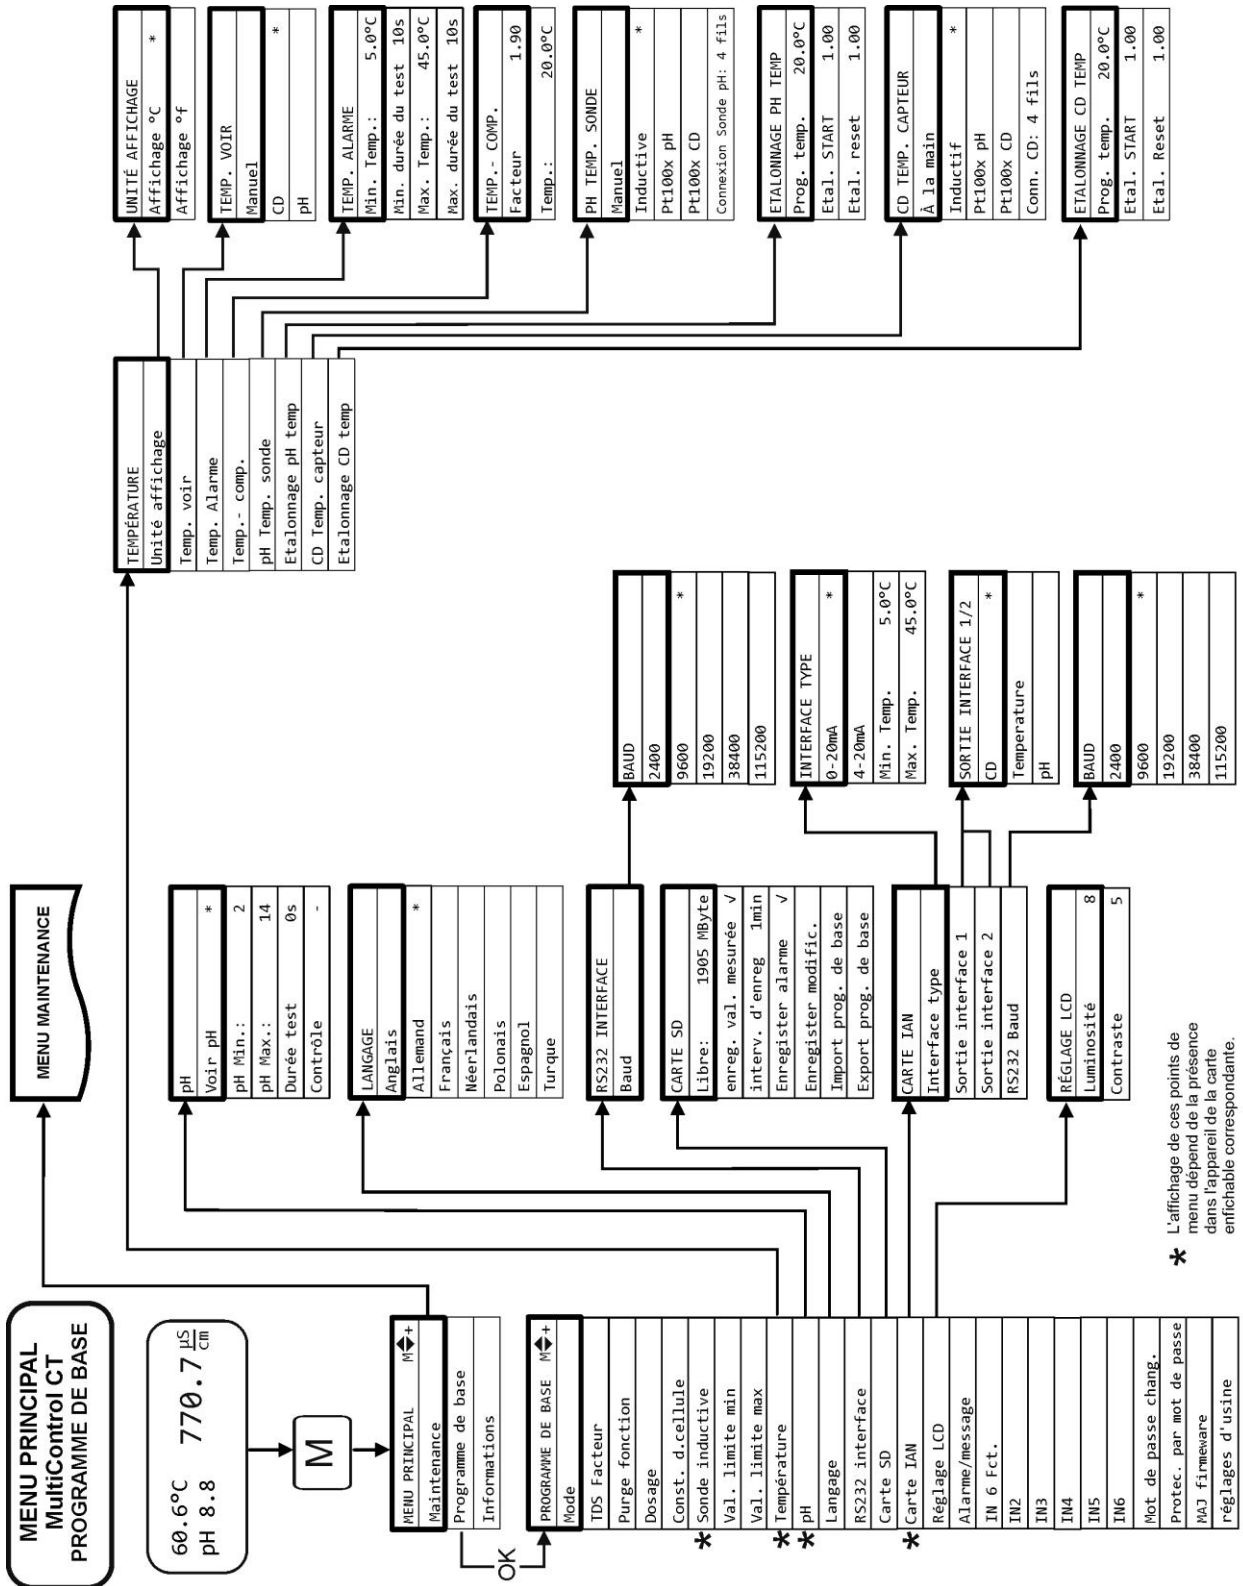 MENU PRINCIPAL
MultiControl CT
PROGRAMME DE BASE
60.6°C 770.7 µS/cm
pH 8.8
M
MENU PRINCIPAL M+
Maintenance
Programme de base
Informations
OK
PROGRAMME DE BASE M+
Mode
TDS Facteur
Purge fonction
Dosage
Const. d.cellule
* Sonde inductive
Val. limite min
Val. limite max
* Température
* pH
Langage
RS232 interface
Carte SD
* Carte IAN
Réglage LCD
Alarme/message
IN 6 Fct.
IN2
IN3
IN4
IN5
IN6
Mot de passe chang.
Protec. par mot de passe
MAJ firmeware
réglages d'usine
MENU MAINTENANCE
pH
Voir pH *
pH Min.: 2
pH Max.: 14
Durée test 0s
Contrôle -
LANGAGE
Anglais
Allemand *
Français
Néerlandais
Polonais
Espagnol
Turque
RS232 INTERFACE
Baud
CARTE SD
Libre: 1905 MByte
enreg. val. mesurée √
interv. d'enreg 1min
Enregister alarme √
Enregister modific.
Import prog. de base
Export prog. de base
CARTE IAN
Interface type
Sortie interface 1
Sortie interface 2
RS232 Baud
RÉGLAGE LCD
Luminosité 8
Contraste 5
* L'affichage de ces points de
menu dépend de la présence
dans l'appareil de la carte
enfichable correspondante.
BAUD
2400
9600 *
19200
38400
115200
INTERFACE TYPE
0-20mA *
4-20mA
Min. Temp. 5.0°C
Max. Temp. 45.0°C
SORTIE INTERFACE 1/2
CD *
Temperature
pH
BAUD
2400
9600 *
19200
38400
115200
TEMPÉRATURE
Unité affichage
Temp. voir
Temp. Alarme
Temp.- comp.
pH Temp. sonde
Etalonnage pH temp
CD Temp. capteur
Etalonnage CD temp
UNITÉ AFFICHAGE
Affichage °C *
Affichage °f
TEMP. VOIR
Manuel
CD *
pH
TEMP. ALARME
Min. Temp.: 5.0°C
Min. durée du test 10s
Max. Temp.: 45.0°C
Max. durée du test 10s
TEMP.- COMP.
Facteur 1.90
Temp.: 20.0°C
PH TEMP. SONDE
Manuel
Inductive *
Pt100x pH
Pt100x CD
Connexion Sonde pH: 4 fils
ETALONNAGE PH TEMP
Prog. temp. 20.0°C
Etal. START 1.00
Etal. reset 1.00
CD TEMP. CAPTEUR
À la main
Inductif *
Pt100x pH
Pt100x CD
Conn. CD: 4 fils
ETALONNAGE CD TEMP
Prog. temp. 20.0°C
Etal. START 1.00
Etal. Reset 1.00